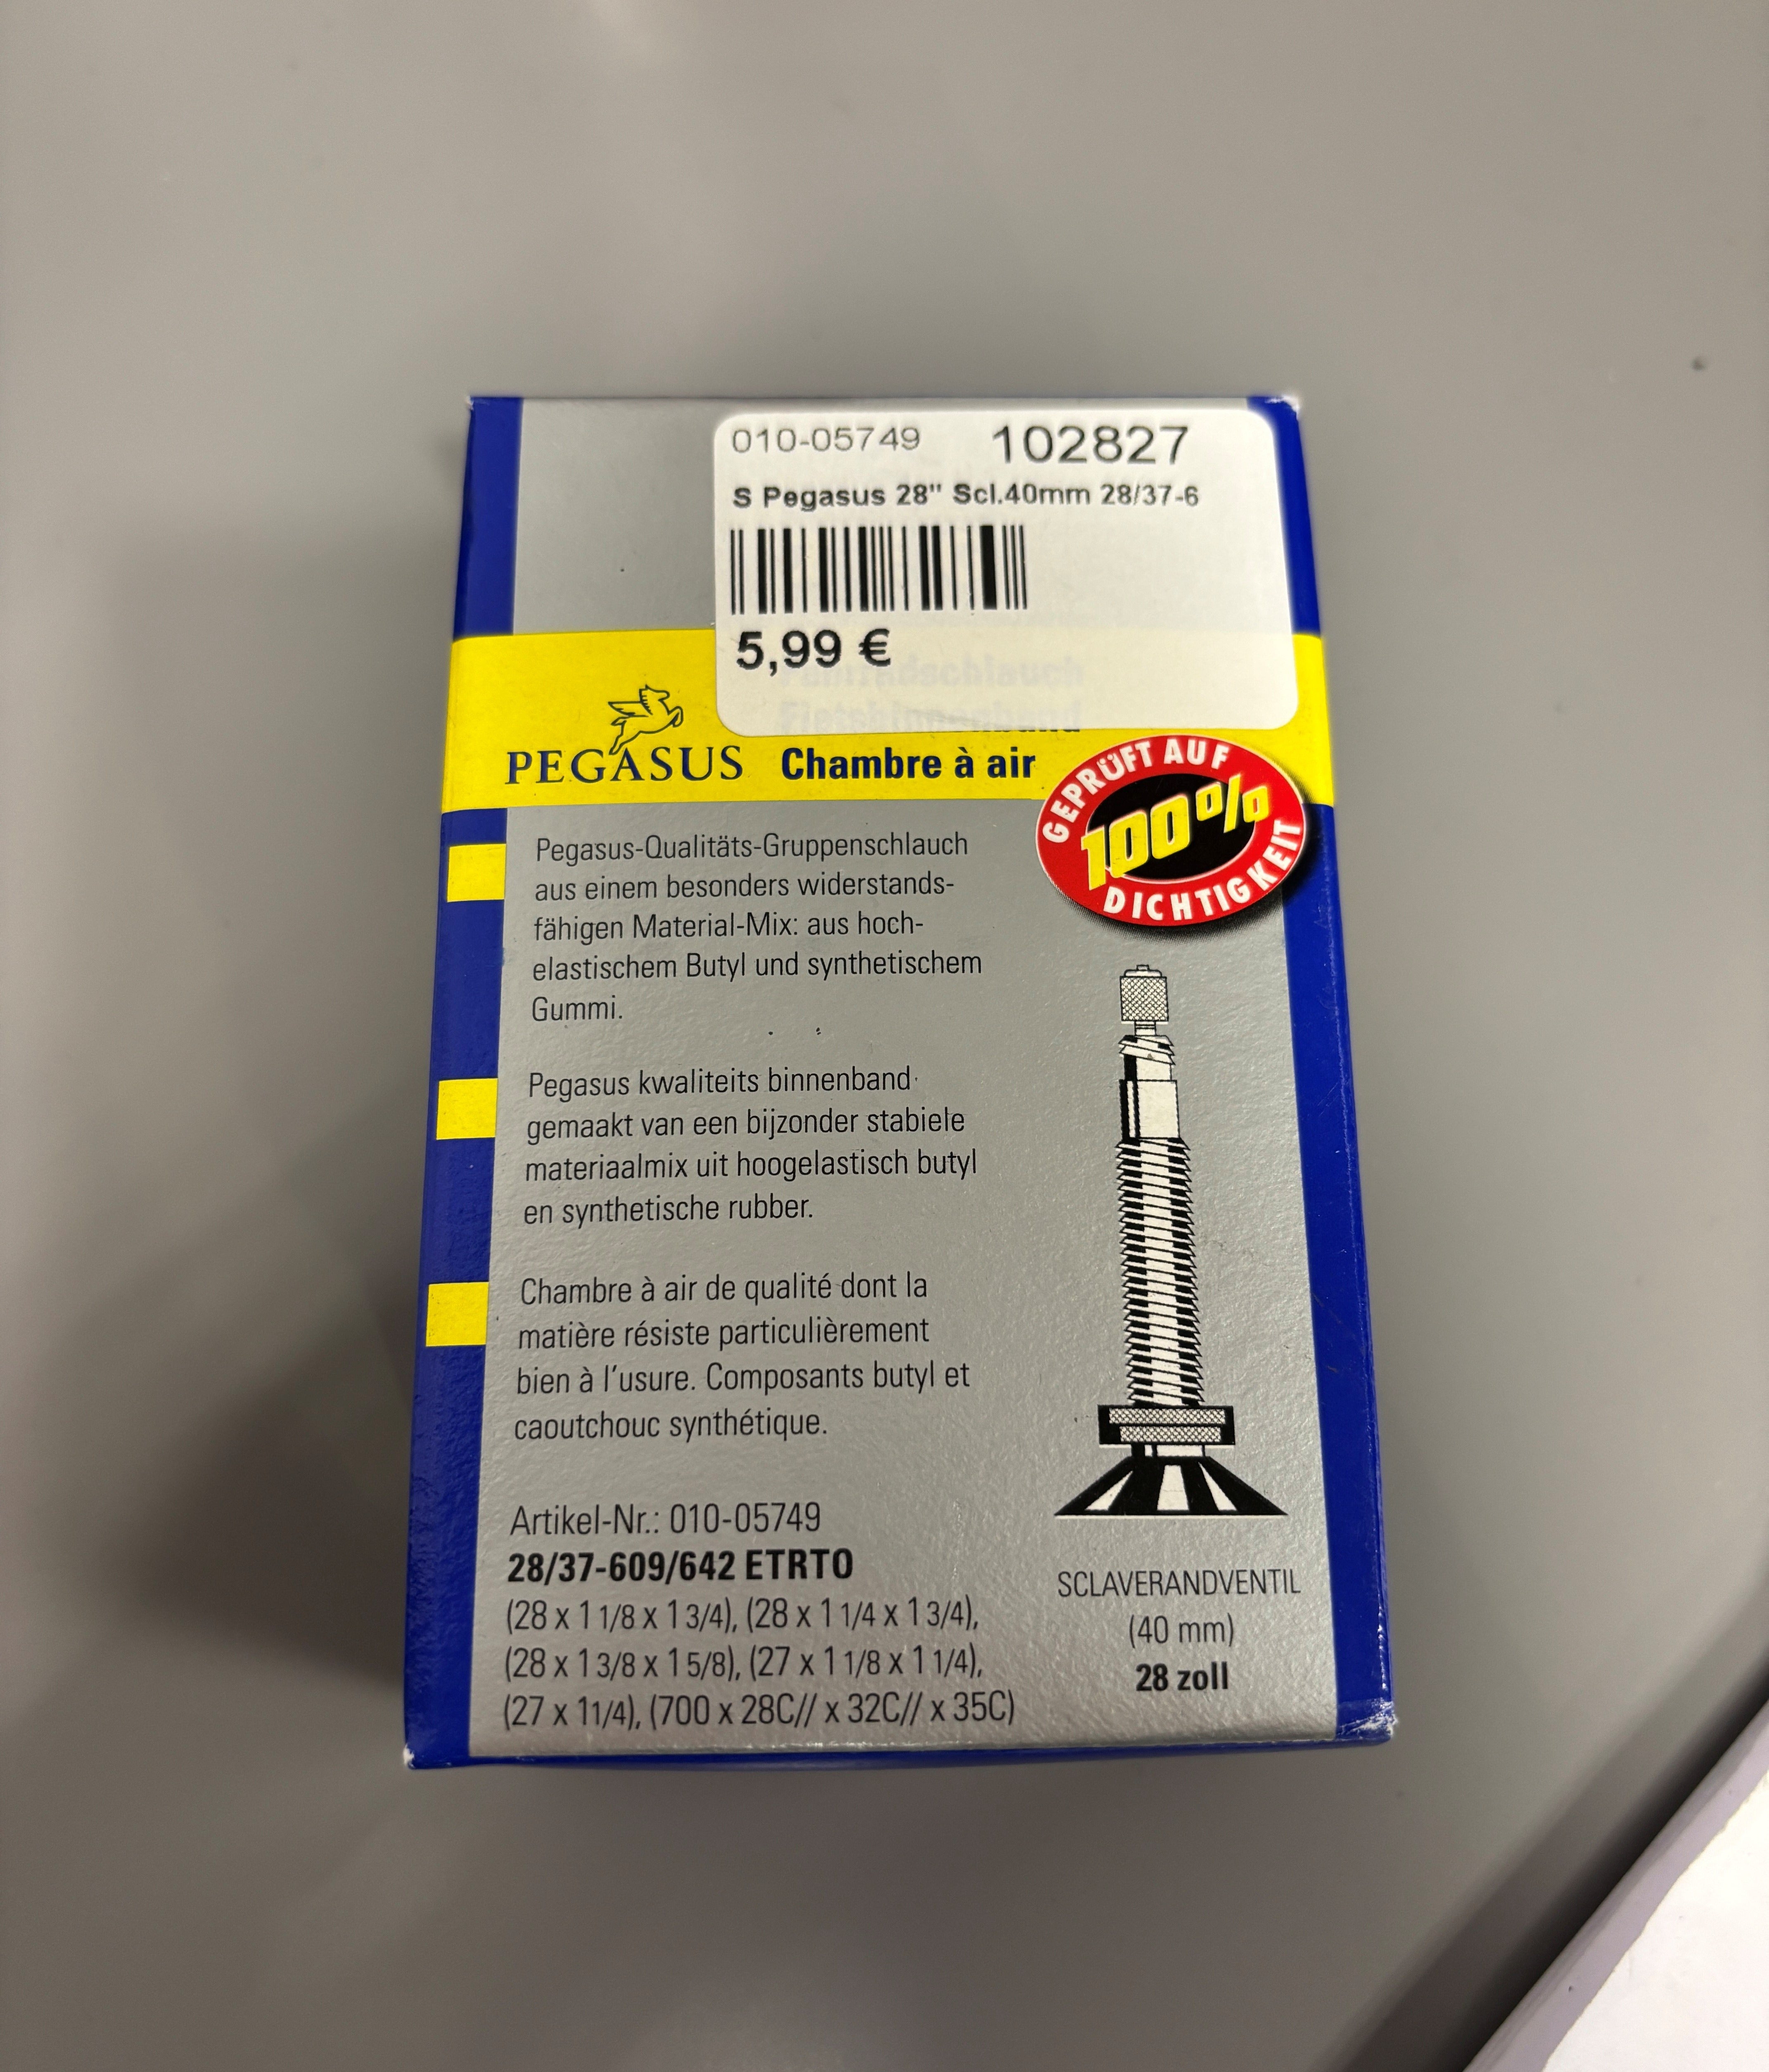 010-05749 102827
S Pegasus 28" Scl.40mm 28/37-6
5,99 €
Fahrradschlauch
Fietsbinnenband
PEGASUS Chambre à air
GEPRÜFT AUF
100%
DICHTIGKEIT
Pegasus-Qualitäts-Gruppenschlauch
aus einem besonders widerstands-
fähigen Material-Mix: aus hoch-
elastischem Butyl und synthetischem
Gummi.
Pegasus kwaliteits binnenband
gemaakt van een bijzonder stabiele
materiaalmix uit hoogelastisch butyl
en synthetische rubber.
Chambre à air de qualité dont la
matière résiste particulièrement
bien à l'usure. Composants butyl et
caoutchouc synthétique.
Artikel-Nr.: 010-05749
28/37-609/642 ETRTO
(28 x 1 1/8 x 1 3/4), (28 x 1 1/4 x 1 3/4),
(28 x 1 3/8 x 1 5/8), (27 x 1 1/8 x 1 1/4),
(27 x 11/4), (700 x 28C// x 32C// x 35C)
SCLAVERANDVENTIL
(40 mm)
28 zoll